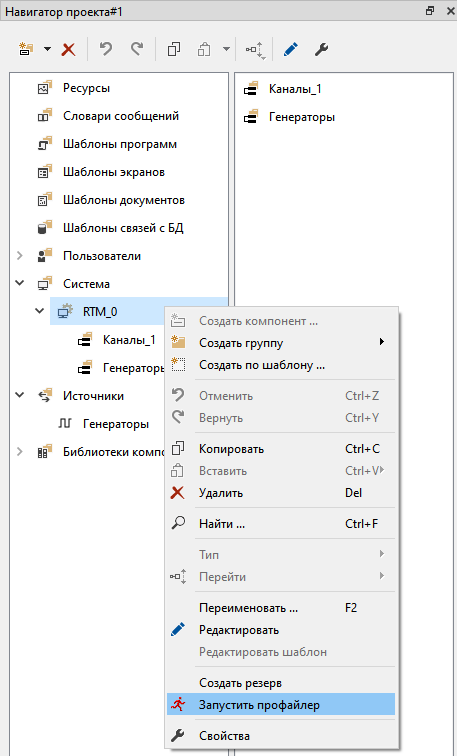 Навигатор проекта#1
Ресурсы
Словари сообщений
Шаблоны программ
Шаблоны экранов
Шаблоны документов
Шаблоны связей с БД
Пользователи
Система
RTM_0
Каналы_1
Генераторы
Источники
Генераторы
Библиотеки компо
Каналы_1
Генераторы
Создать компонент ...
Создать группу
Создать по шаблону ...
Отменить Ctrl+Z
Вернуть Ctrl+Y
Копировать Ctrl+C
Вставить Ctrl+V
Удалить Del
Найти ... Ctrl+F
Тип
Перейти
Переименовать ... F2
Редактировать
Редактировать шаблон
Создать резерв
Запустить профайлер
Свойства